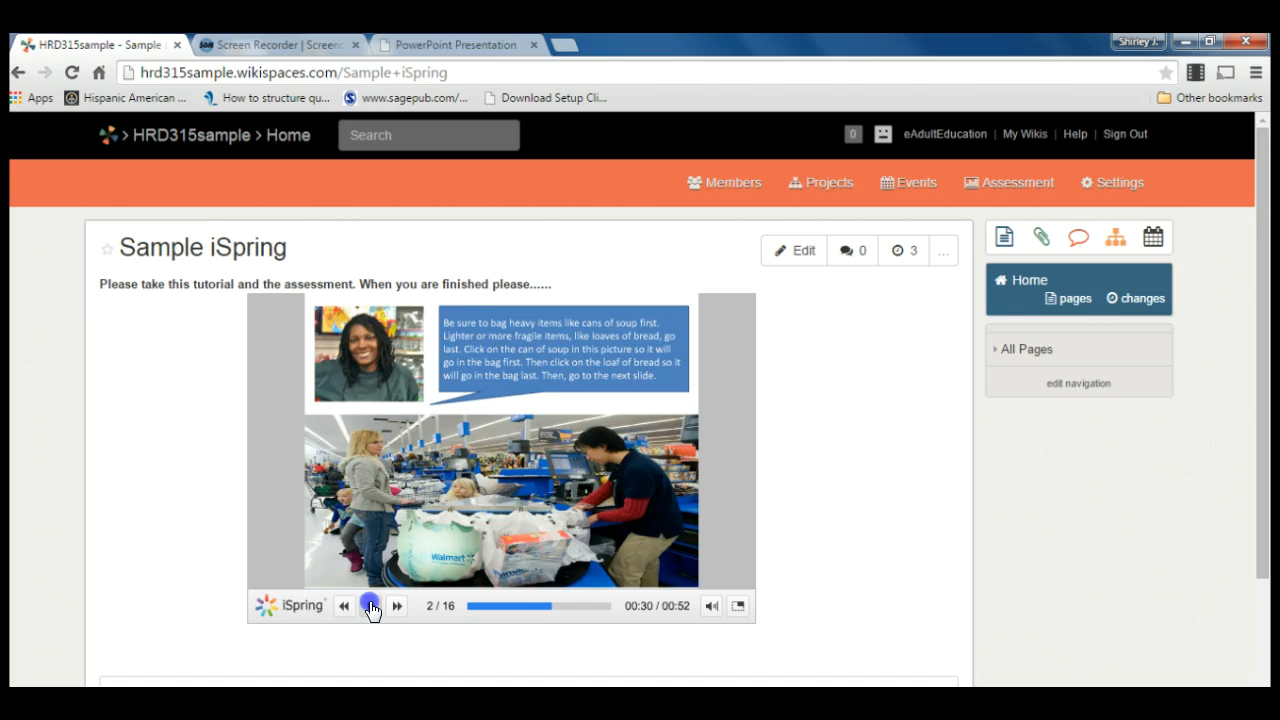 HRD315sample - Sample
Screen Recorder | Screenc
PowerPoint Presentation
Shirley J.
hrd315sample.wikispaces.com/Sample+iSpring
Apps
Hispanic American ...
How to structure qu...
www.sagepub.com/...
Download Setup Cli...
Other bookmarks
> HRD315sample > Home
Search
0
eAdultEducation | My Wikis | Help | Sign Out
Members
Projects
Events
Assessment
Settings
Sample iSpring
Edit
0
3
...
Please take this tutorial and the assessment. When you are finished please......
Be sure to bag heavy items like cans of soup first.
Lighter or more fragile items, like loaves of bread, go
last. Click on the can of soup in this picture so it will
go in the bag first. Then click on the loaf of bread so it
will go in the bag last. Then, go to the next slide.
Walmart
iSpring
2 / 16
00:30 / 00:52
Home
pages
changes
All Pages
edit navigation